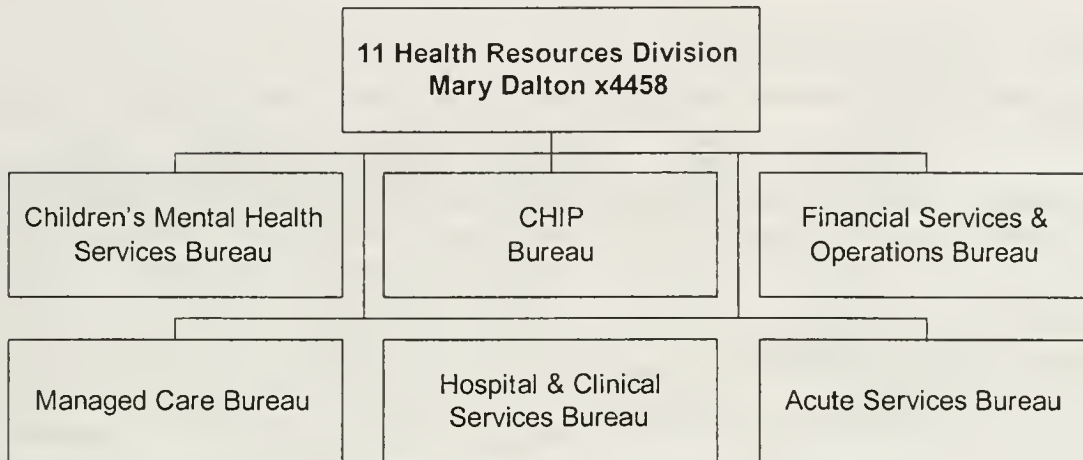 11 Health Resources Division
Mary Dalton x4458
Children's Mental Health
Services Bureau
CHIP
Bureau
Financial Services &
Operations Bureau
Managed Care Bureau
Hospital & Clinical
Services Bureau
Acute Services Bureau